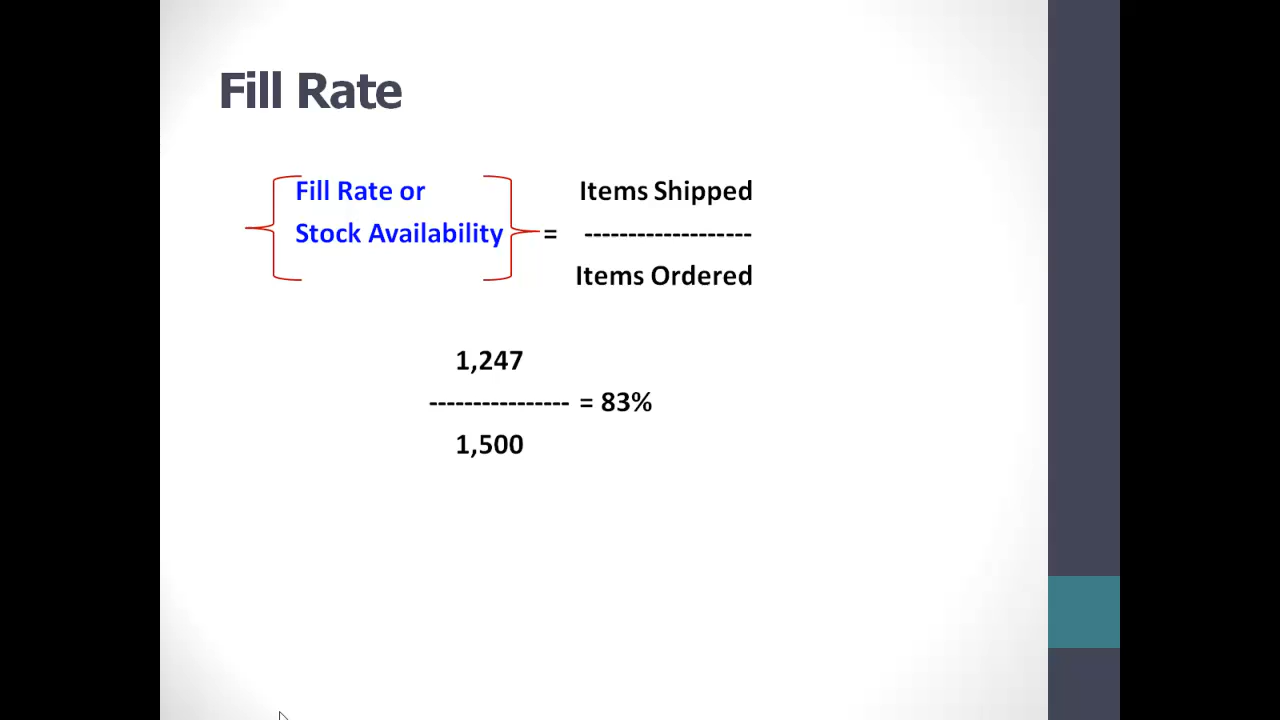 Fill Rate
Fill Rate or Items Shipped
Stock Availability = -------------------
Items Ordered
1,247
---------------- = 83%
1,500